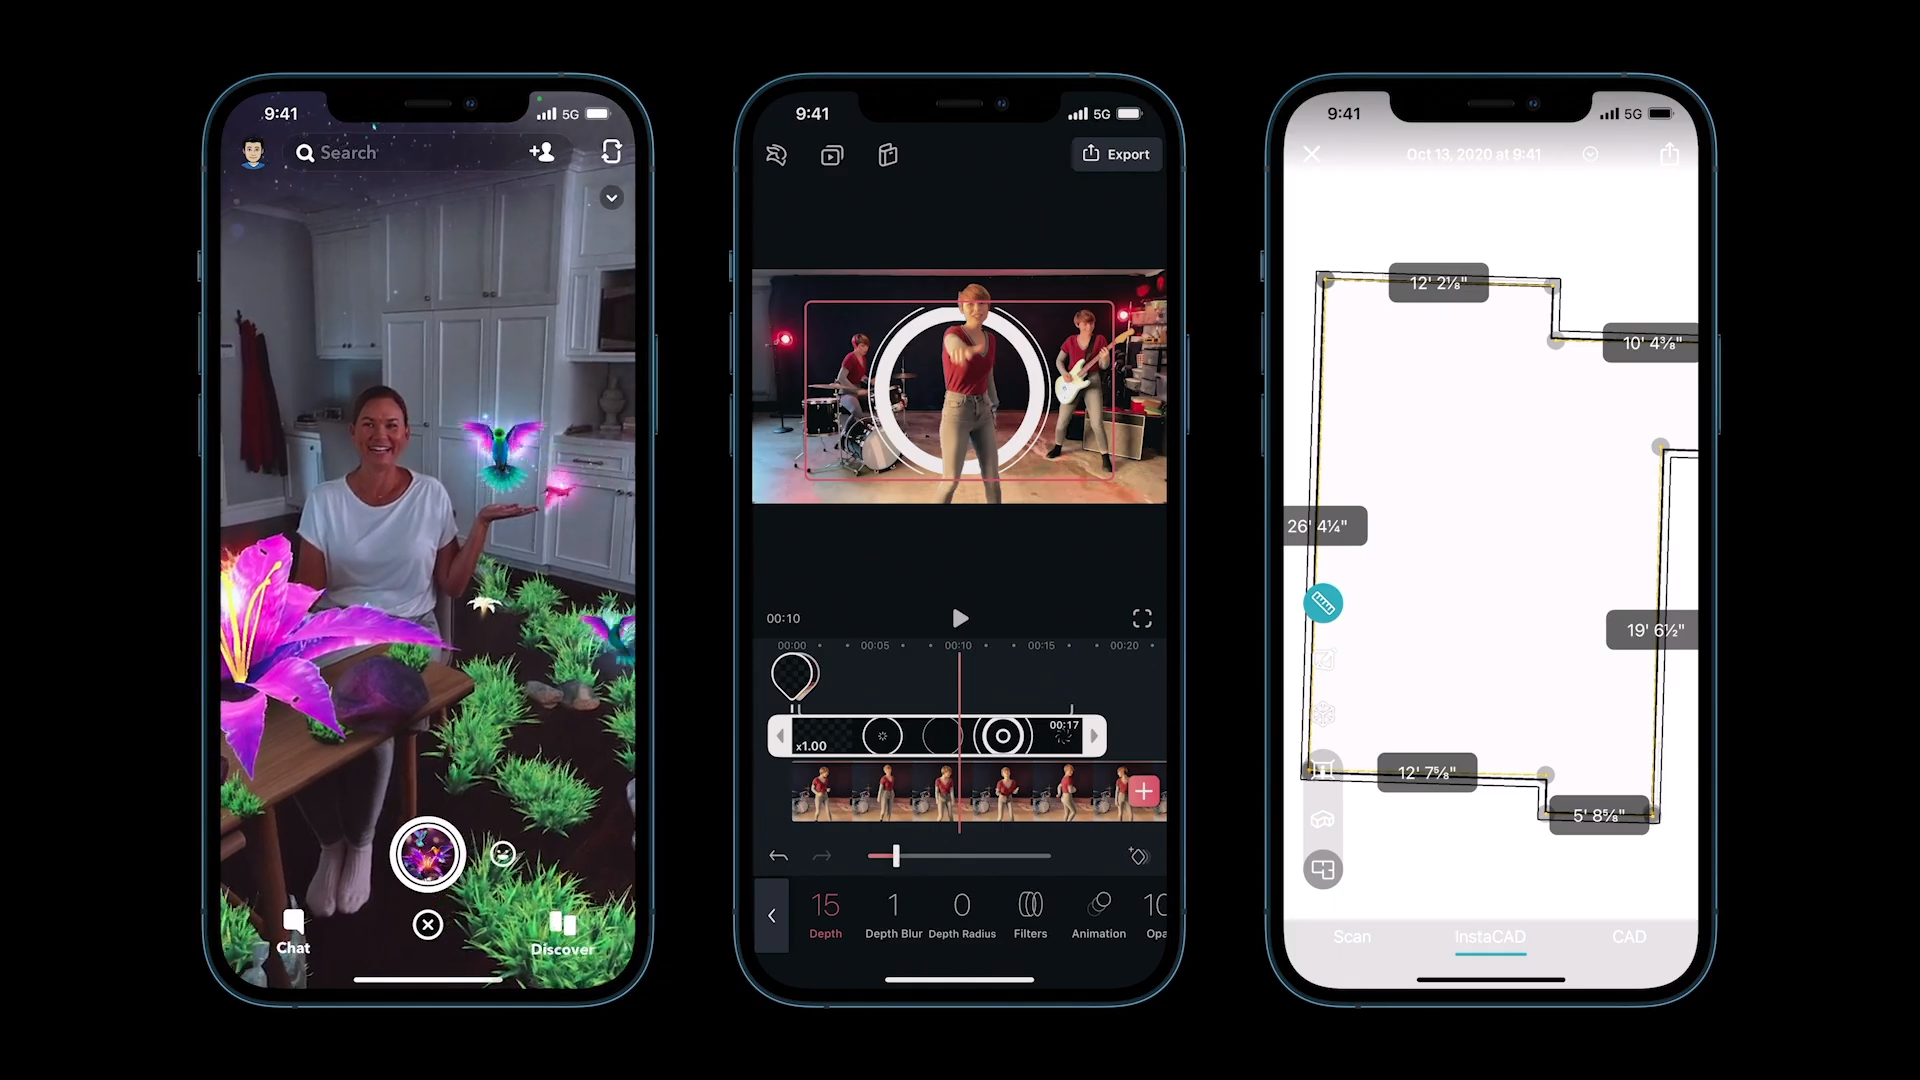 9:41
5G
Search
Chat
Discover
9:41
5G
Export
00:10
00:00
00:05
00:10
00:15
00:20
x1.00
00:17
15
1
0
10
Depth
Depth Blur
Depth Radius
Filters
Animation
Opa
9:41
5G
Oct 13, 2020 at 9:41
12' 2⅛"
10' 4⅜"
26' 4¼"
19' 6½"
12' 7⅝"
5' 8⅝"
Scan
InstaCAD
CAD